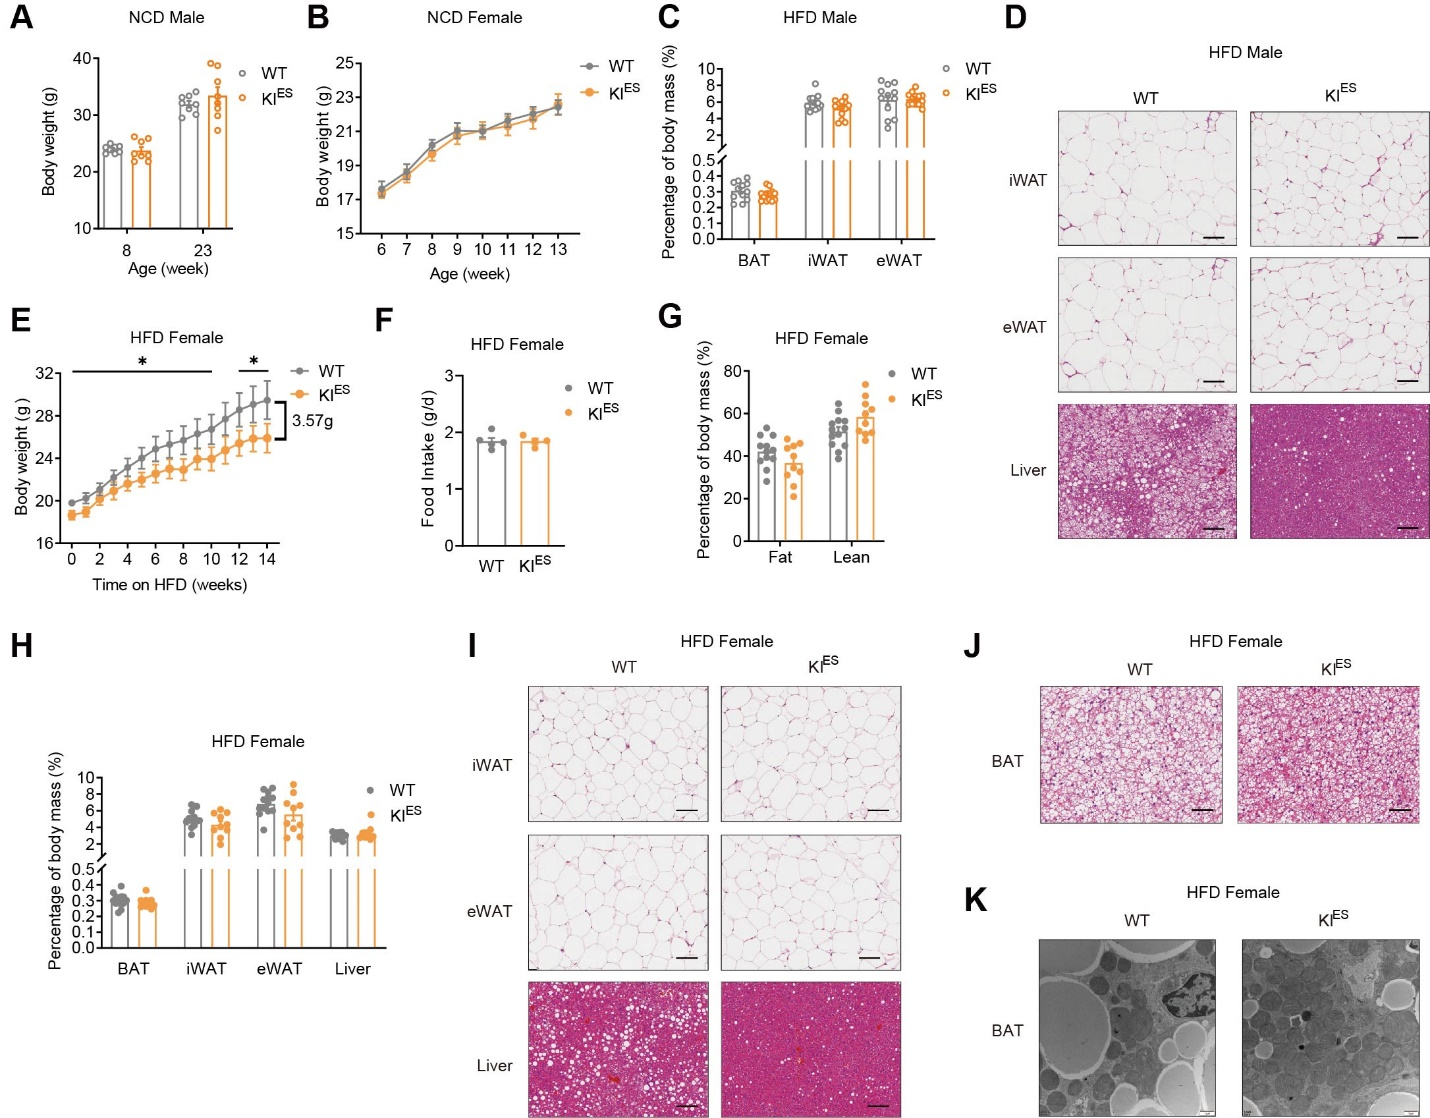 A
NCD Male
Body weight (g)
40
30
20
10
8
23
Age (week)
WT
KI^ES
B
NCD Female
Body weight (g)
25
23
21
19
17
15
6 7 8 9 10 11 12 13
Age (week)
WT
KI^ES
C
HFD Male
Percentage of body mass (%)
10
8
6
4
2
0.5
0.4
0.3
0.2
0.1
0.0
BAT iWAT eWAT
WT
KI^ES
D
HFD Male
WT KI^ES
iWAT
eWAT
Liver
E
HFD Female
* *
Body weight (g)
32
28
24
20
16
0 2 4 6 8 10 12 14
Time on HFD (weeks)
WT
KI^ES
3.57g
F
HFD Female
Food Intake (g/d)
3
2
1
0
WT KI^ES
WT
KI^ES
G
HFD Female
Percentage of body mass (%)
80
60
40
20
0
Fat Lean
WT
KI^ES
H
HFD Female
Percentage of body mass (%)
10
8
6
4
2
0.5
0.4
0.3
0.2
0.1
0.0
BAT iWAT eWAT Liver
WT
KI^ES
I
HFD Female
WT KI^ES
iWAT
eWAT
Liver
J
HFD Female
WT KI^ES
BAT
K
HFD Female
WT KI^ES
BAT